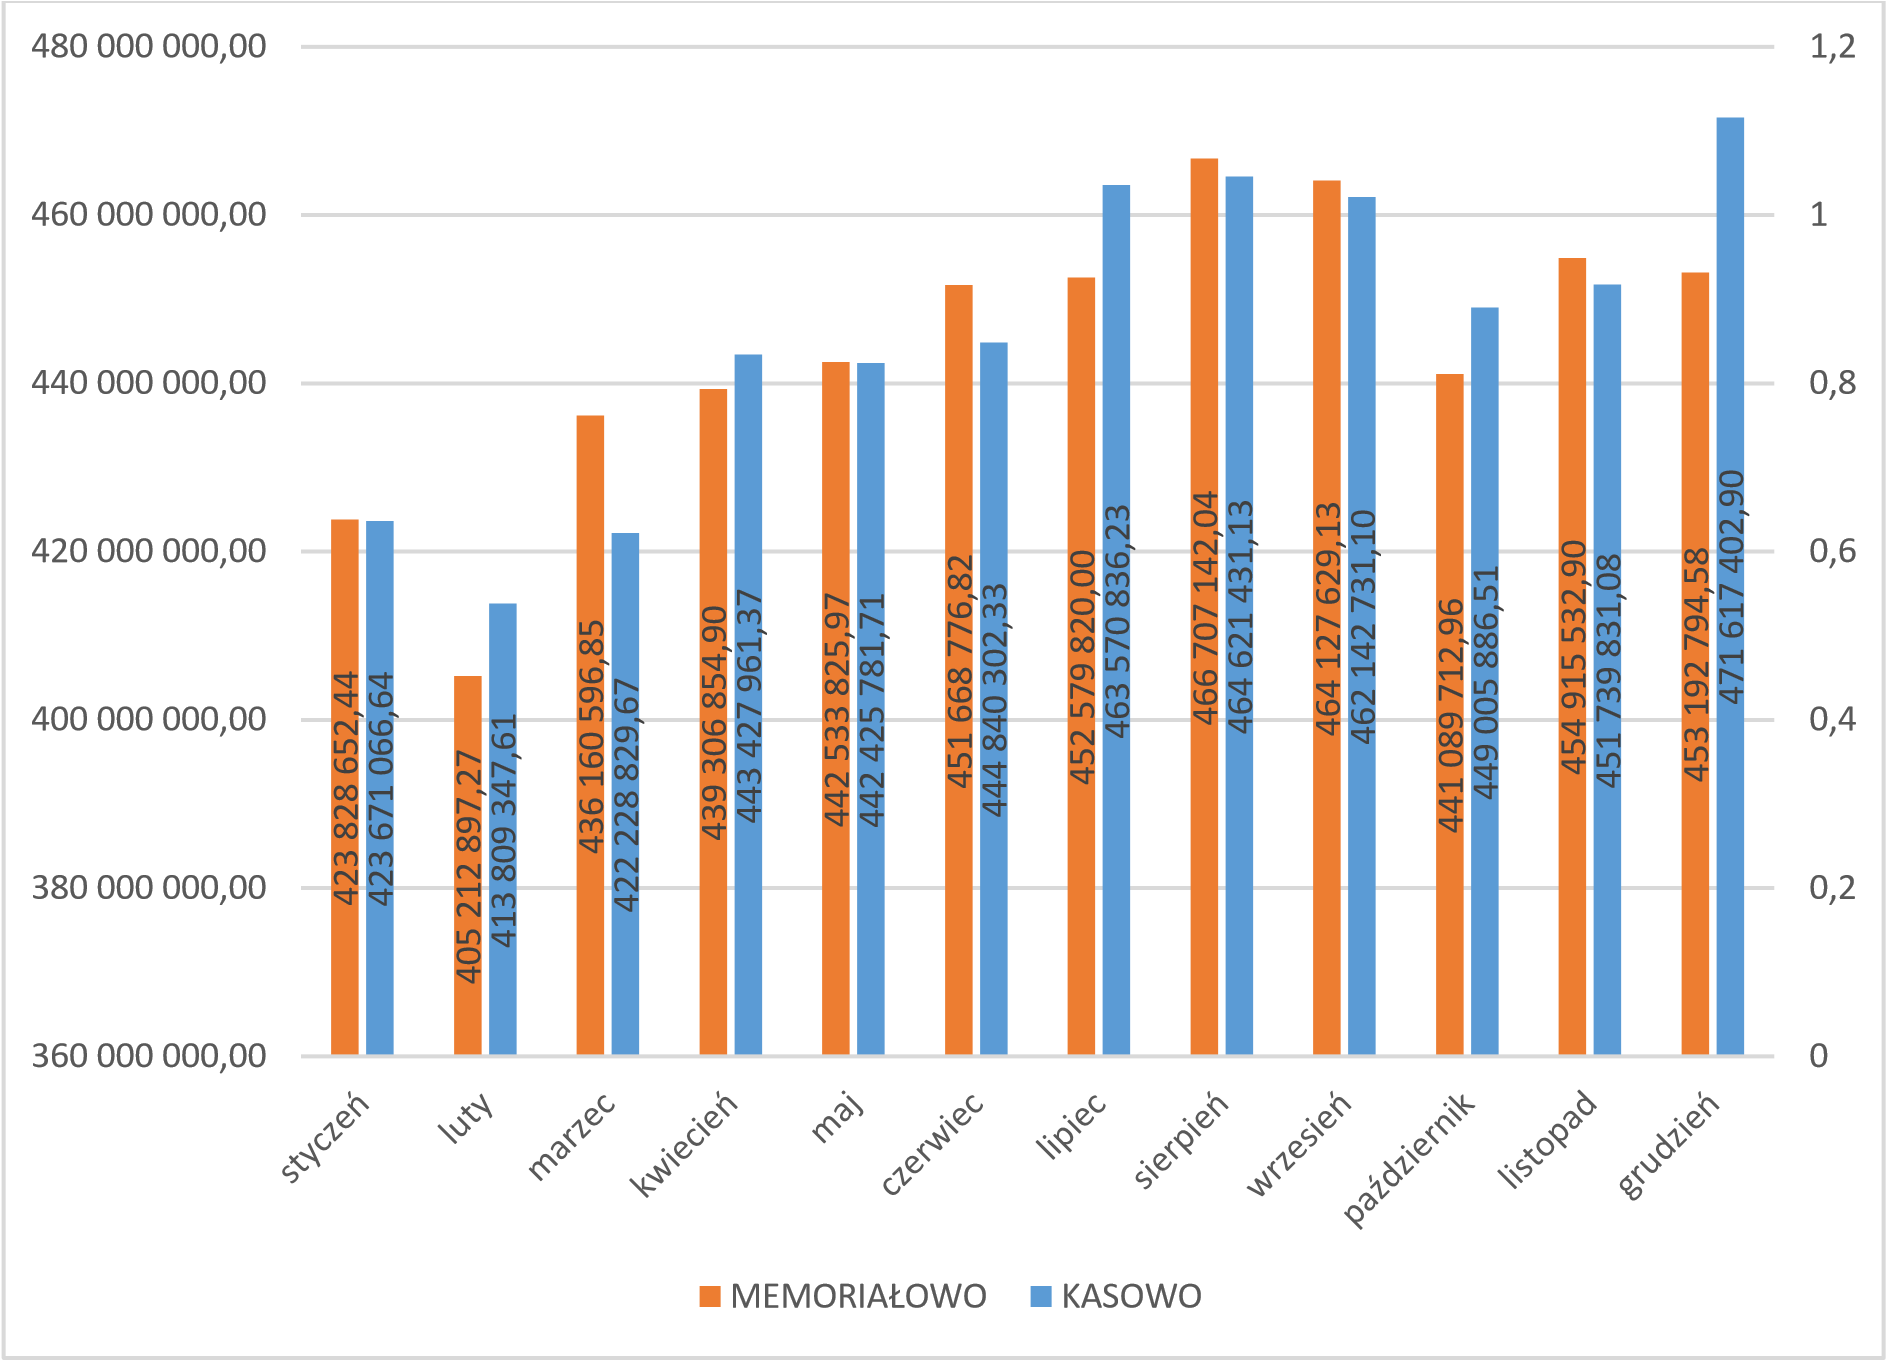 480 000 000,00
460 000 000,00
440 000 000,00
420 000 000,00
400 000 000,00
380 000 000,00
360 000 000,00
1,2
1
0,8
0,6
0,4
0,2
0
423 828 652,44
423 671 066,64
405 212 897,27
413 809 347,61
436 160 596,85
422 228 829,67
439 306 854,90
443 427 961,37
442 533 825,97
442 425 781,71
451 668 776,82
444 840 302,33
452 579 820,00
463 570 836,23
466 707 142,04
464 621 431,13
464 127 629,13
462 142 731,10
441 089 712,96
449 005 886,51
454 915 532,90
451 739 831,08
453 192 794,58
471 617 402,90
styczeń
luty
marzec
kwiecień
maj
czerwiec
lipiec
sierpień
wrzesień
październik
listopad
grudzień
MEMORIAŁOWO
KASOWO